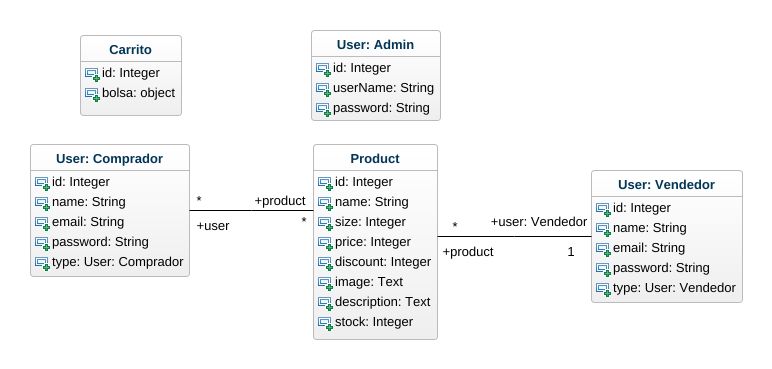 Carrito
id: Integer
bolsa: object
User: Admin
id: Integer
userName: String
password: String
User: Comprador
id: Integer
name: String
email: String
password: String
type: User: Comprador
*
+product
+user
*
Product
id: Integer
name: String
size: Integer
price: Integer
discount: Integer
image: Text
description: Text
stock: Integer
*
+user: Vendedor
+product
1
User: Vendedor
id: Integer
name: String
email: String
password: String
type: User: Vendedor